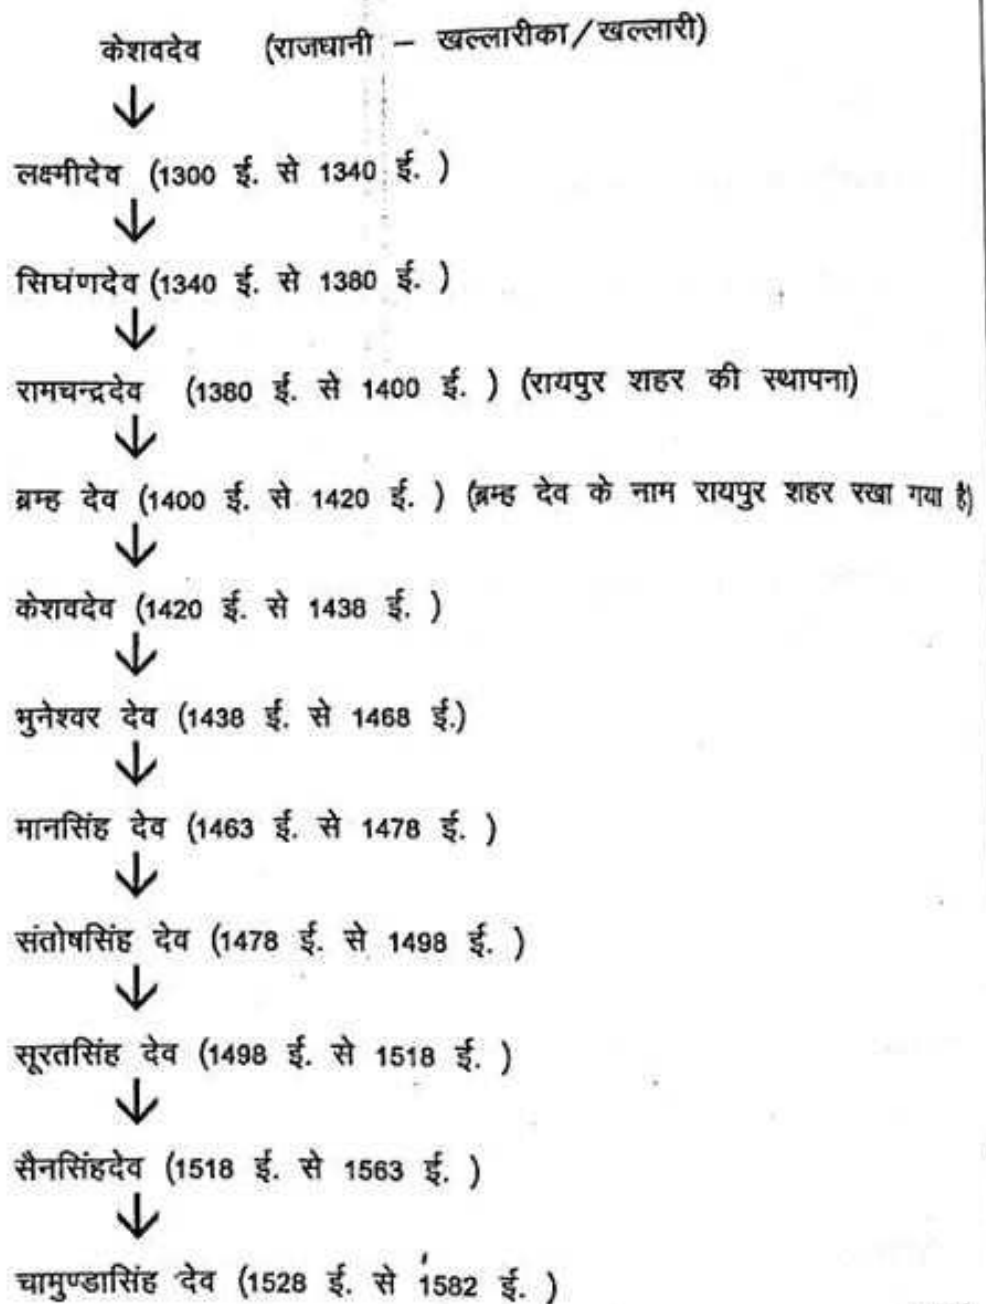 केशवदेव (राजधानी – खल्लारीका/खल्लारी)
लक्ष्मीदेव (1300 ई. से 1340 ई. )
सिघंणदेव (1340 ई. से 1380 ई. )
रामचन्द्रदेव (1380 ई. से 1400 ई. ) (रायपुर शहर की स्थापना)
ब्रम्ह देव (1400 ई. से 1420 ई. ) (ब्रम्ह देव के नाम रायपुर शहर रखा गया है)
केशवदेव (1420 ई. से 1438 ई. )
भुनेश्वर देव (1438 ई. से 1468 ई.)
मानसिंह देव (1463 ई. से 1478 ई. )
संतोषसिंह देव (1478 ई. से 1498 ई. )
सूरतसिंह देव (1498 ई. से 1518 ई. )
सैनसिंहदेव (1518 ई. से 1563 ई. )
चामुण्डासिंह देव (1528 ई. से 1582 ई. )